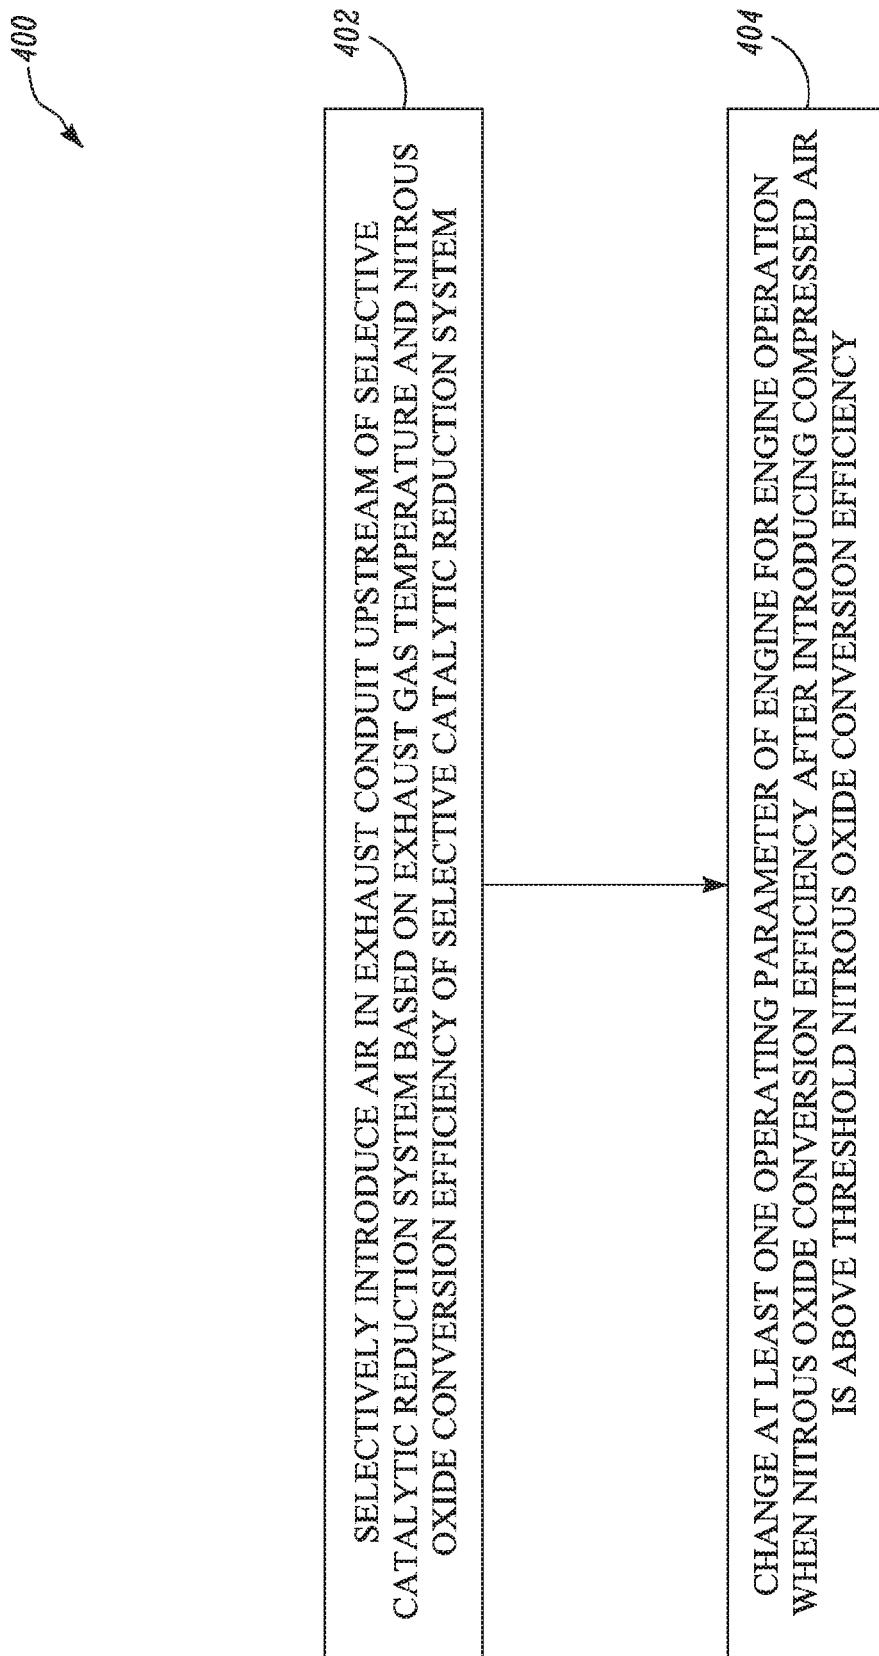 400
402
SELECTIVELY INTRODUCE AIR IN EXHAUST CONDUIT UPSTREAM OF SELECTIVE
CATALYTIC REDUCTION SYSTEM BASED ON EXHAUST GAS TEMPERATURE AND NITROUS
OXIDE CONVERSION EFFICIENCY OF SELECTIVE CATALYTIC REDUCTION SYSTEM
404
CHANGE AT LEAST ONE OPERATING PARAMETER OF ENGINE FOR ENGINE OPERATION
WHEN NITROUS OXIDE CONVERSION EFFICIENCY AFTER INTRODUCING COMPRESSED AIR
IS ABOVE THRESHOLD NITROUS OXIDE CONVERSION EFFICIENCY